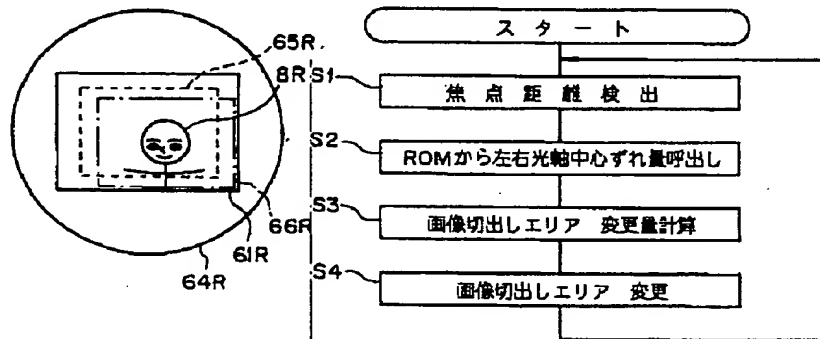 65R
8R
66R
61R
64R
スタート
S1
焦点距離検出
S2
ROMから左右光軸中心ずれ量呼出し
S3
画像切出しエリア 変更量計算
S4
画像切出しエリア 変更